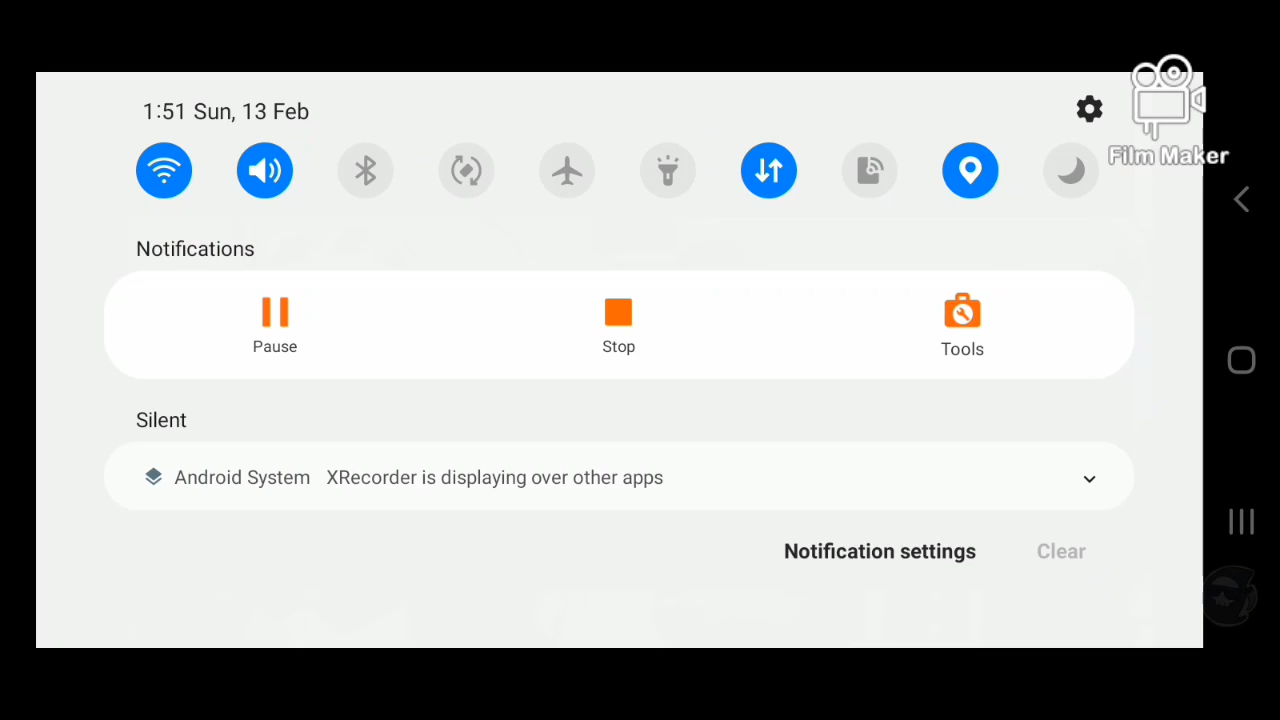 1:51 Sun, 13 Feb
Film Maker
Notifications
Pause
Stop
Tools
Silent
Android System XRecorder is displaying over other apps
Notification settings
Clear